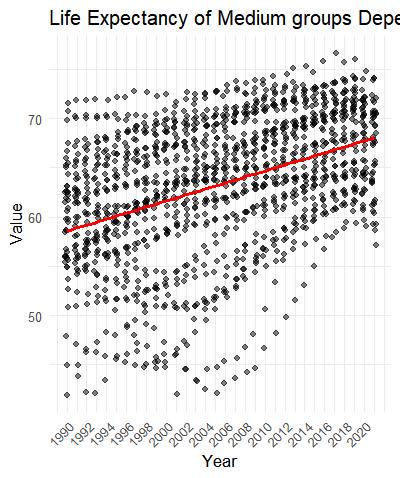 Life Expectancy of Medium groups Depe
Value
70
60
50
1990 1992 1994 1996 1998 2000 2002 2004 2006 2008 2010 2012 2014 2016 2018 2020
Year